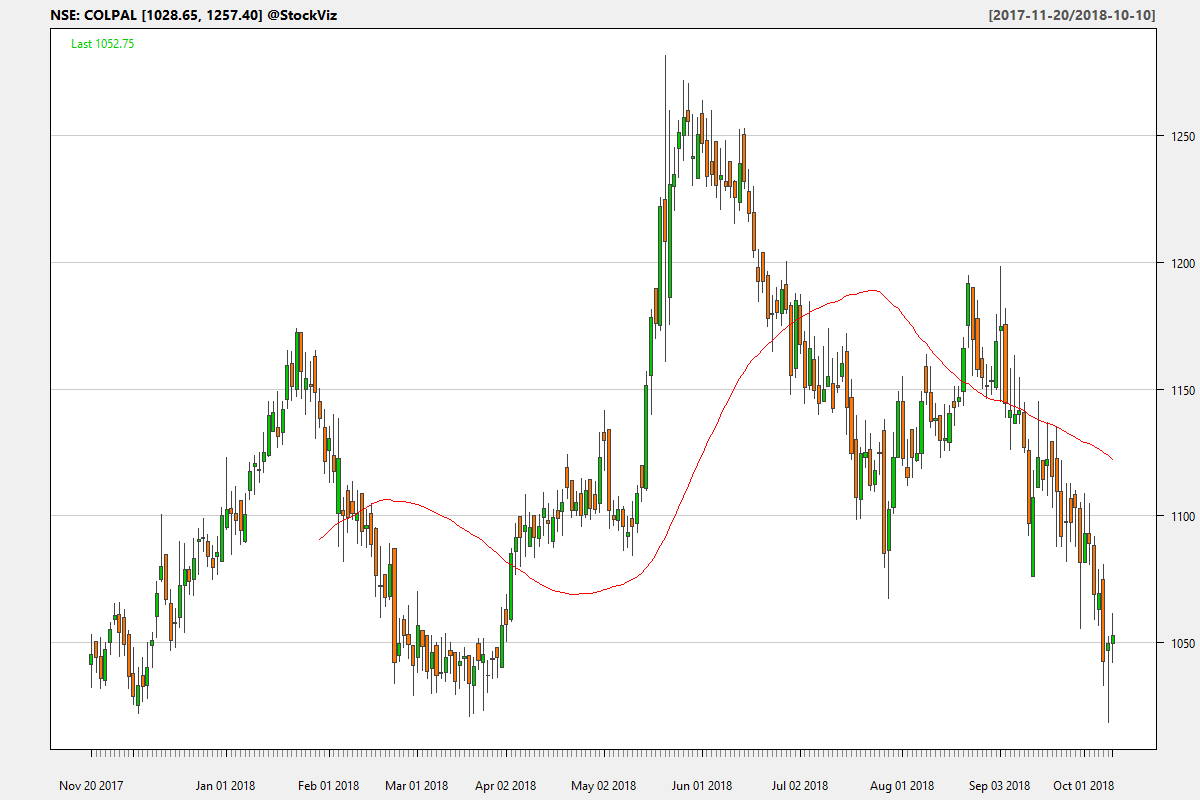 NSE: COLPAL [1028.65, 1257.40] @StockViz
[2017-11-20/2018-10-10]
Last 1052.75
1250
1200
1150
1100
1050
Nov 20 2017
Jan 01 2018
Feb 01 2018
Mar 01 2018
Apr 02 2018
May 02 2018
Jun 01 2018
Jul 02 2018
Aug 01 2018
Sep 03 2018
Oct 01 2018